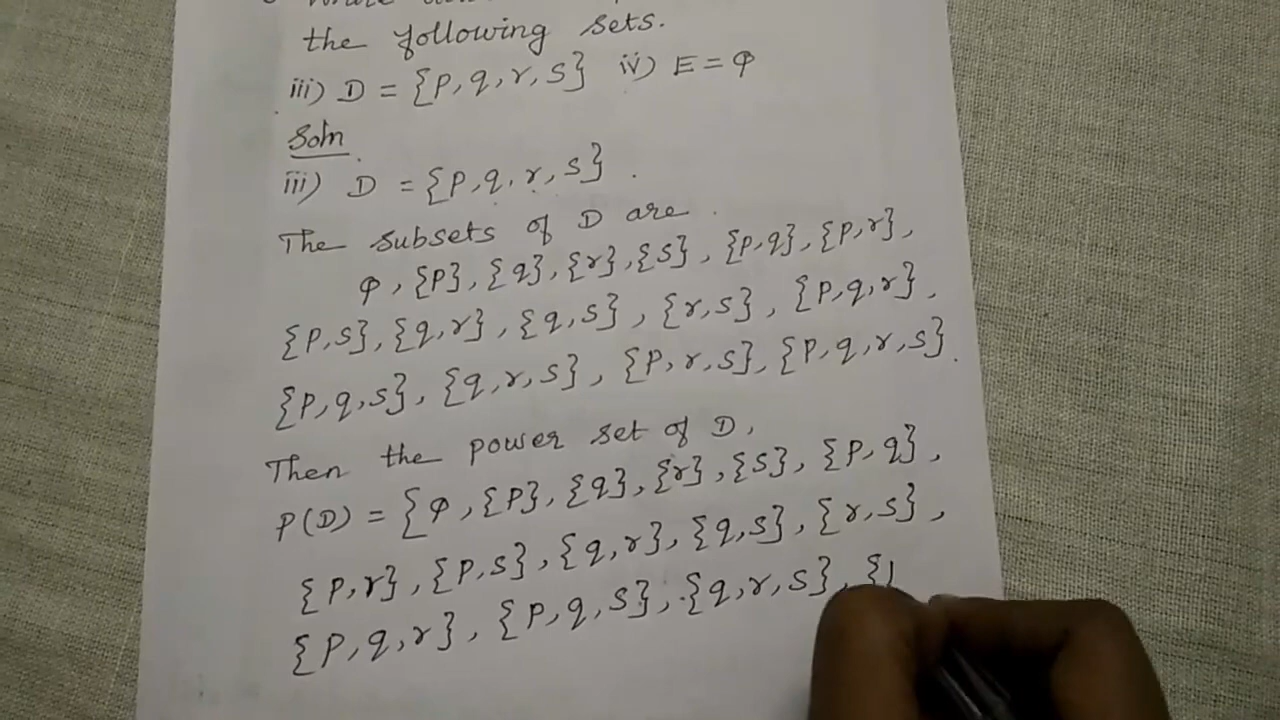 the following sets.
iii) D = {p, q, r, s} iv) E = φ
Soln
iii) D = {p, q, r, s}.
The subsets of D are
φ, {p}, {q}, {r}, {s}, {p, q}, {p, r},
{p, s}, {q, r}, {q, s}, {r, s}, {p, q, r},
{p, q, s}, {q, r, s}, {p, r, s}, {p, q, r, s}.
Then the power set of D,
P(D) = {φ, {p}, {q}, {r}, {s}, {p, q},
{p, r}, {p, s}, {q, r}, {q, s}, {r, s},
{p, q, r}, {p, q, s}, {q, r, s}, {